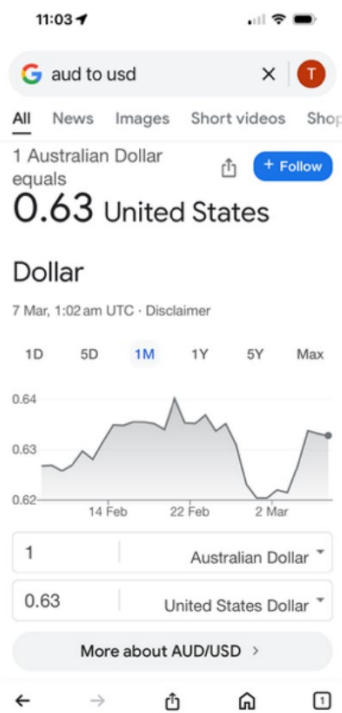 11:03
aud to usd
T
All News Images Short videos Shop
1 Australian Dollar
equals
+ Follow
0.63 United States
Dollar
7 Mar, 1:02 am UTC · Disclaimer
1D 5D 1M 1Y 5Y Max
0.64
0.63
0.62
14 Feb 22 Feb 2 Mar
1 Australian Dollar
0.63 United States Dollar
More about AUD/USD
1